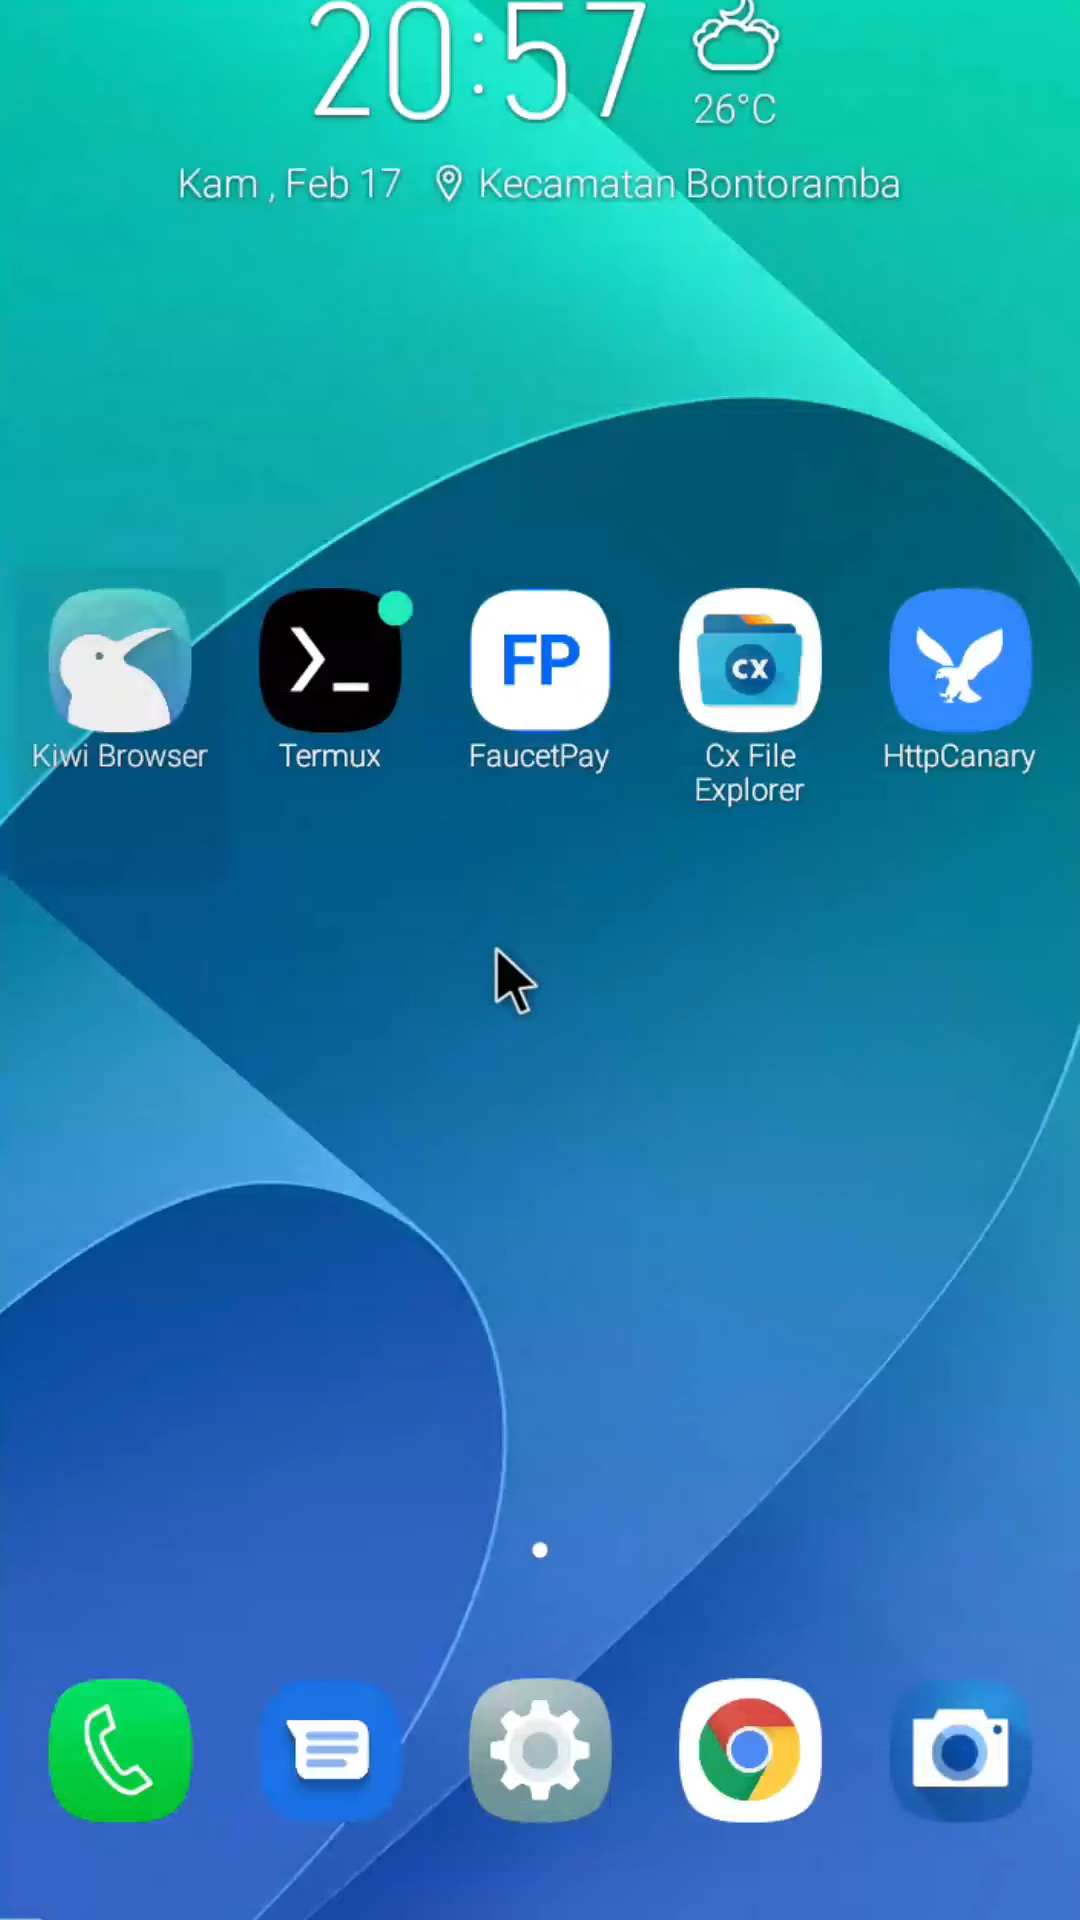 20:57
26°C
Kam , Feb 17 Kecamatan Bontoramba
FP
CX
Kiwi Browser
Termux
FaucetPay
Cx File
Explorer
HttpCanary